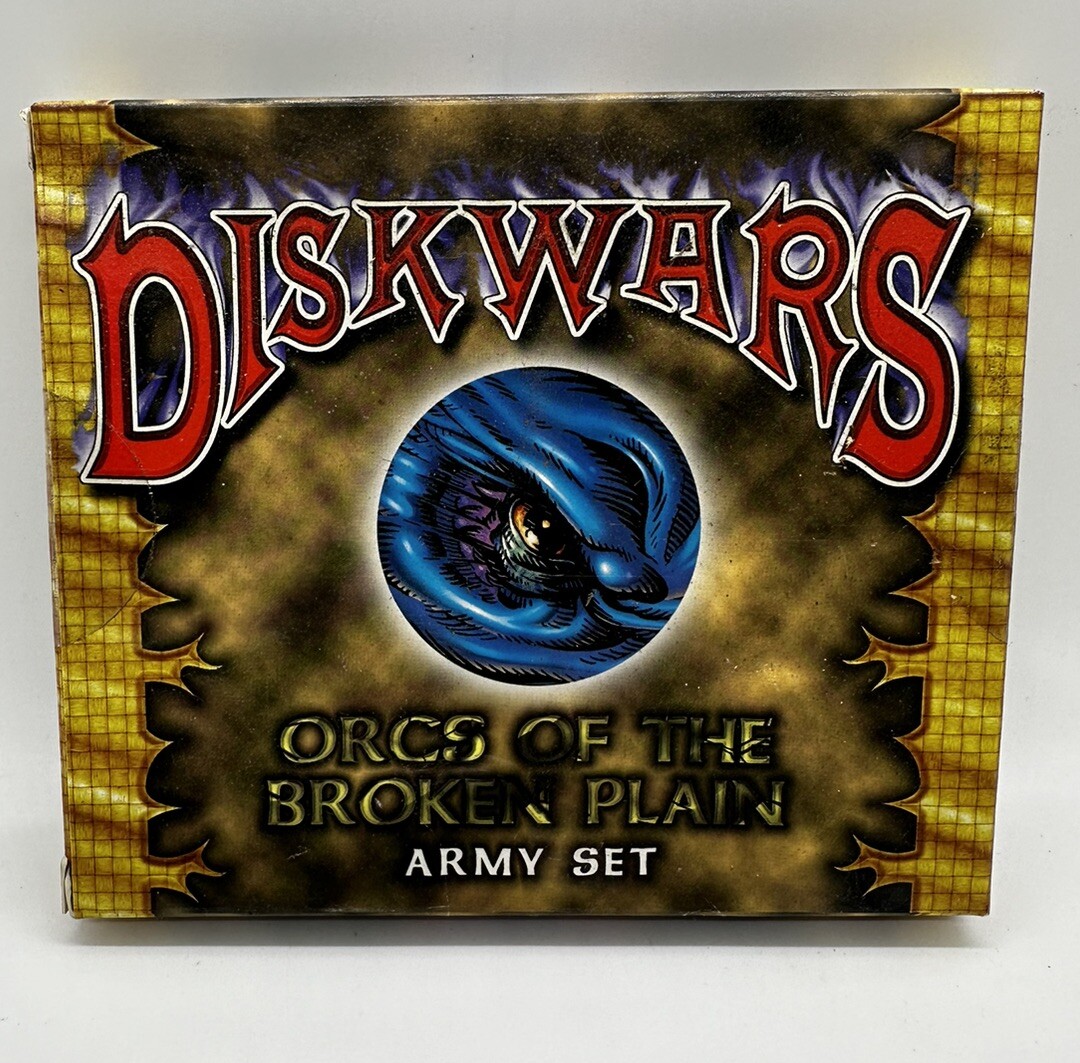 DISKWARS
ORCS OF THE
BROKEN PLAIN
ARMY SET